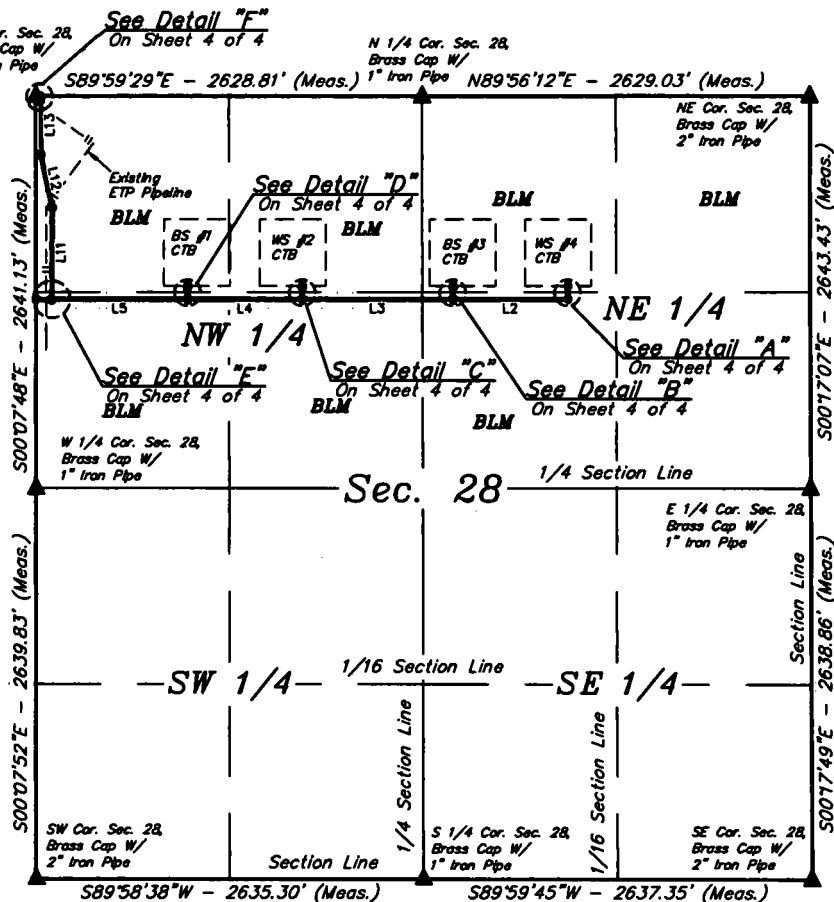 See Detail "F"
On Sheet 4 of 4
Sec. 28,
Cap W/
Pipe
N 1/4 Cor. Sec. 28,
Brass Cap W/
1" Iron Pipe
S89°59'29"E - 2628.81' (Meas.)
N89°56'12"E - 2629.03' (Meas.)
NE Cor. Sec. 28,
Brass Cap W/
2" Iron Pipe
L13
L12
L11
Existing
ETP Pipeline
BLM
See Detail "D"
On Sheet 4 of 4
BLM
BLM
BLM
BS #1
CTB
WS #2
CTB
BS #3
CTB
WS #4
CTB
S00°07'48"E - 2641.13' (Meas.)
S00°17'07"E - 2643.43' (Meas.)
L5
L4
L3
L2
NW 1/4
NE 1/4
See Detail "E"
On Sheet 4 of 4
See Detail "C"
On Sheet 4 of 4
See Detail "B"
On Sheet 4 of 4
See Detail "A"
On Sheet 4 of 4
BLM
BLM
BLM
W 1/4 Cor. Sec. 28,
Brass Cap W/
1" Iron Pipe
Sec. 28
1/4 Section Line
E 1/4 Cor. Sec. 28,
Brass Cap W/
1" Iron Pipe
S00°07'52"E - 2639.83' (Meas.)
Section Line
S00°17'49"E - 2638.86' (Meas.)
SW 1/4
1/16 Section Line
SE 1/4
1/4 Section Line
1/16 Section Line
SW Cor. Sec. 28,
Brass Cap W/
2" Iron Pipe
Section Line
S 1/4 Cor. Sec. 28,
Brass Cap W/
1" Iron Pipe
SE Cor. Sec. 28,
Brass Cap W/
2" Iron Pipe
S89°58'38"W - 2635.30' (Meas.)
S89°59'45"W - 2637.35' (Meas.)